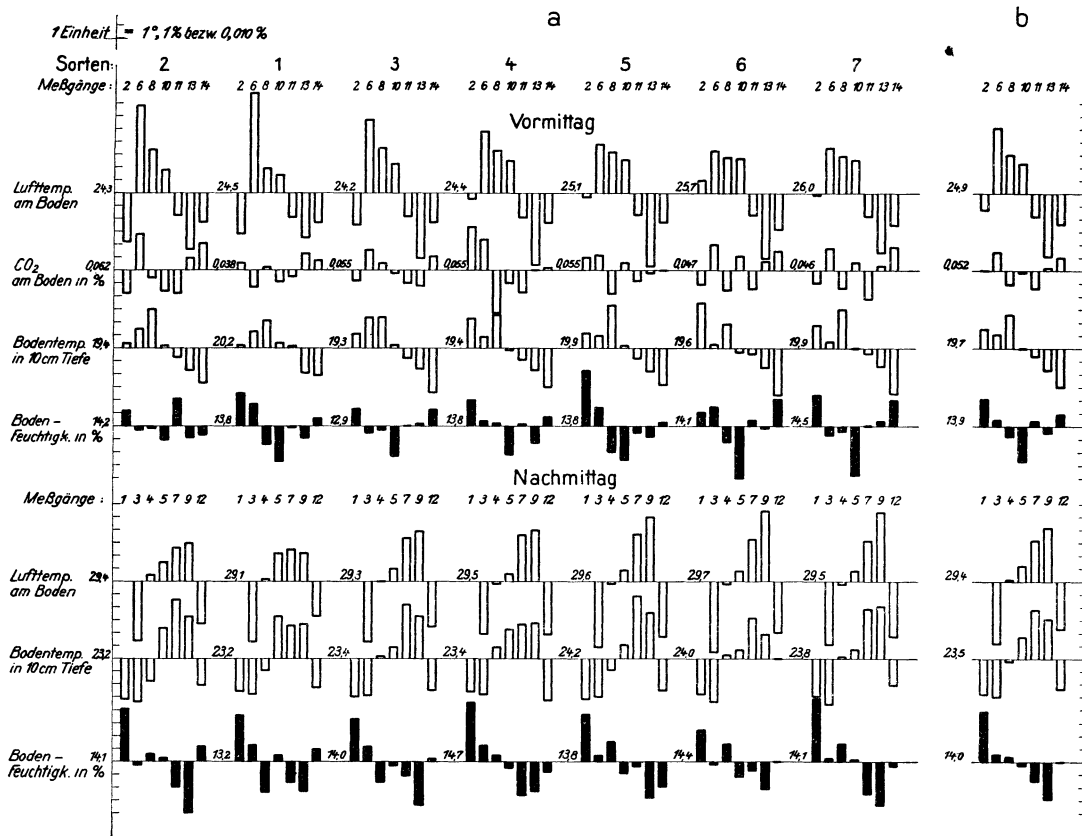 a
b
1 Einheit = 1°, 1% bezw. 0,010 %
Sorten: 2 1 3 4 5 6 7
Meßgänge: 2 6 8 10 11 13 14 2 6 8 10 11 13 14 2 6 8 10 11 13 14 2 6 8 10 11 13 14 2 6 8 10 11 13 14 2 6 8 10 11 13 14 2 6 8 10 11 13 14 2 6 8 10 11 13 14
Vormittag
Lufttemp. 24,3 24,5 24,2 24,4 25,1 25,7 26,0 24,9
am Boden
CO2 0,062 0,038 0,055 0,055 0,055 0,047 0,046 0,052
am Boden in %
Bodentemp. 19,4 20,2 19,3 19,4 19,9 19,6 19,9 19,7
in 10 cm Tiefe
Boden- 14,2 13,8 12,9 13,8 13,8 14,1 14,5 13,9
feuchtigk. in %
Nachmittag
Meßgänge: 1 3 4 5 7 9 12 1 3 4 5 7 9 12 1 3 4 5 7 9 12 1 3 4 5 7 9 12 1 3 4 5 7 9 12 1 3 4 5 7 9 12 1 3 4 5 7 9 12 1 3 4 5 7 9 12
Lufttemp. 29,4 29,1 29,3 29,5 29,6 29,7 29,5 29,4
am Boden
Bodentemp. 23,2 23,2 23,4 23,4 24,2 24,0 23,8 23,5
in 10 cm Tiefe
Boden- 14,1 13,2 14,0 14,7 13,8 14,4 14,1 14,0
feuchtigk. in %